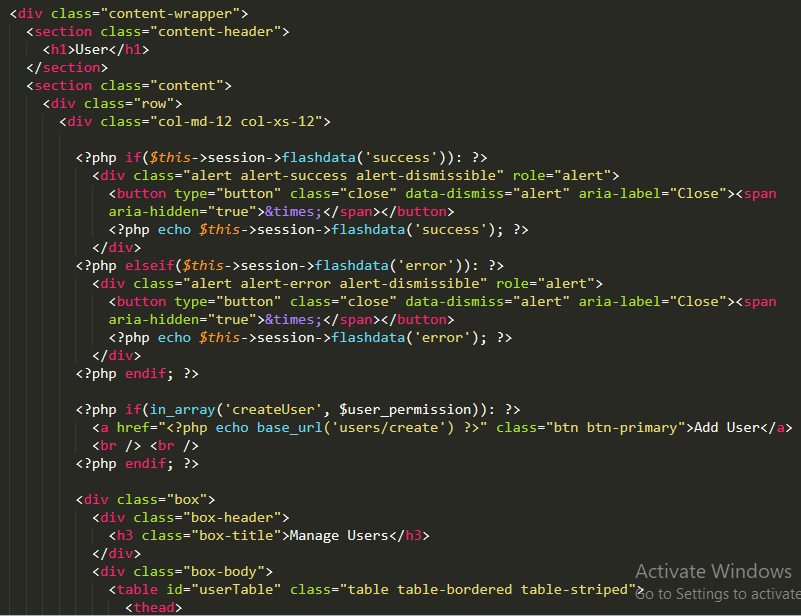 <div class="content-wrapper">
<section class="content-header">
<h1>User</h1>
</section>
<section class="content">
<div class="row">
<div class="col-md-12 col-xs-12">
<?php if($this->session->flashdata('success')): ?>
<div class="alert alert-success alert-dismissible" role="alert">
<button type="button" class="close" data-dismiss="alert" aria-label="Close"><span
aria-hidden="true">&times;</span></button>
<?php echo $this->session->flashdata('success'); ?>
</div>
<?php elseif($this->session->flashdata('error')): ?>
<div class="alert alert-error alert-dismissible" role="alert">
<button type="button" class="close" data-dismiss="alert" aria-label="Close"><span
aria-hidden="true">&times;</span></button>
<?php echo $this->session->flashdata('error'); ?>
</div>
<?php endif; ?>
<?php if(in_array('createUser', $user_permission)): ?>
<a href="<?php echo base_url('users/create') ?>" class="btn btn-primary">Add User</a>
<br /> <br />
<?php endif; ?>
<div class="box">
<div class="box-header">
<h3 class="box-title">Manage Users</h3>
</div>
<div class="box-body">
<table id="userTable" class="table table-bordered table-striped">
<thead>
Activate Windows
Go to Settings to activate